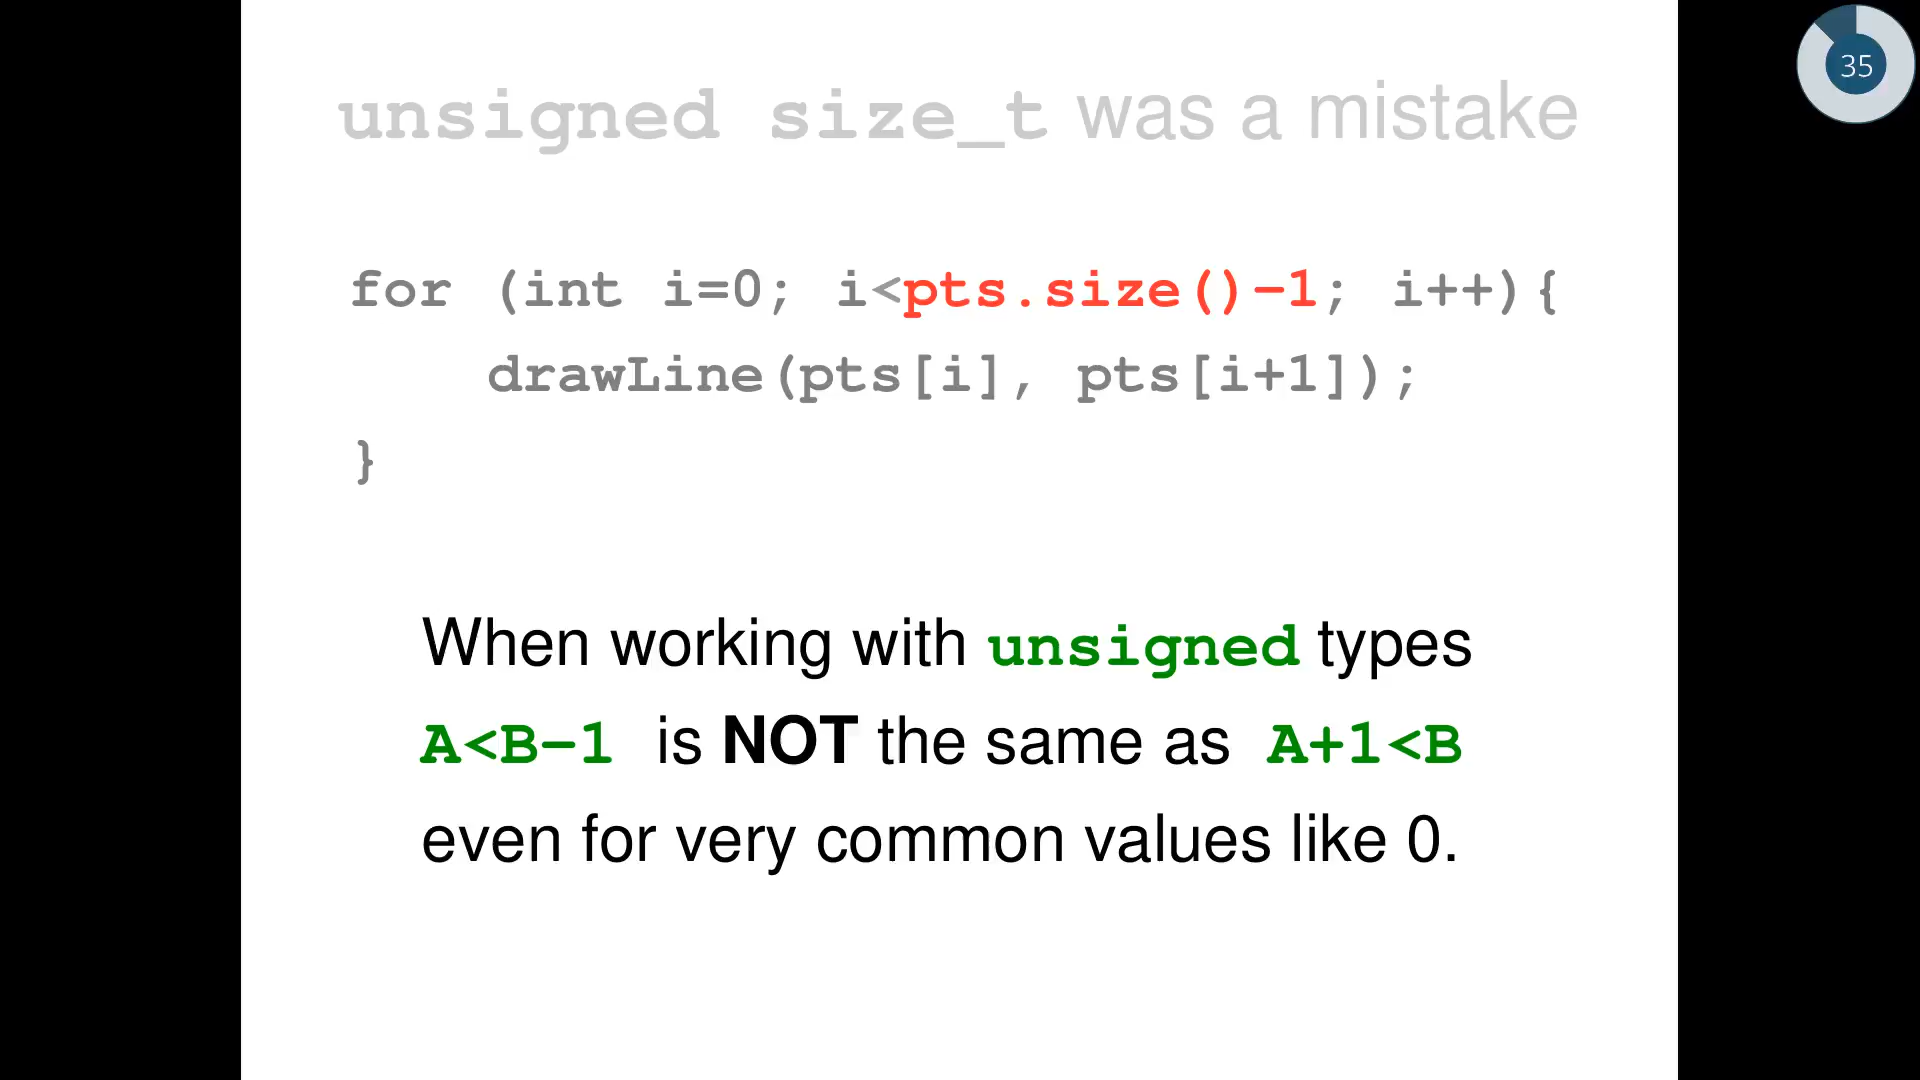 unsigned size_t was a mistake
35
for (int i=0; i<pts.size()-1; i++){
drawLine(pts[i], pts[i+1]);
}
When working with unsigned types
A<B-1 is NOT the same as A+1<B
even for very common values like 0.